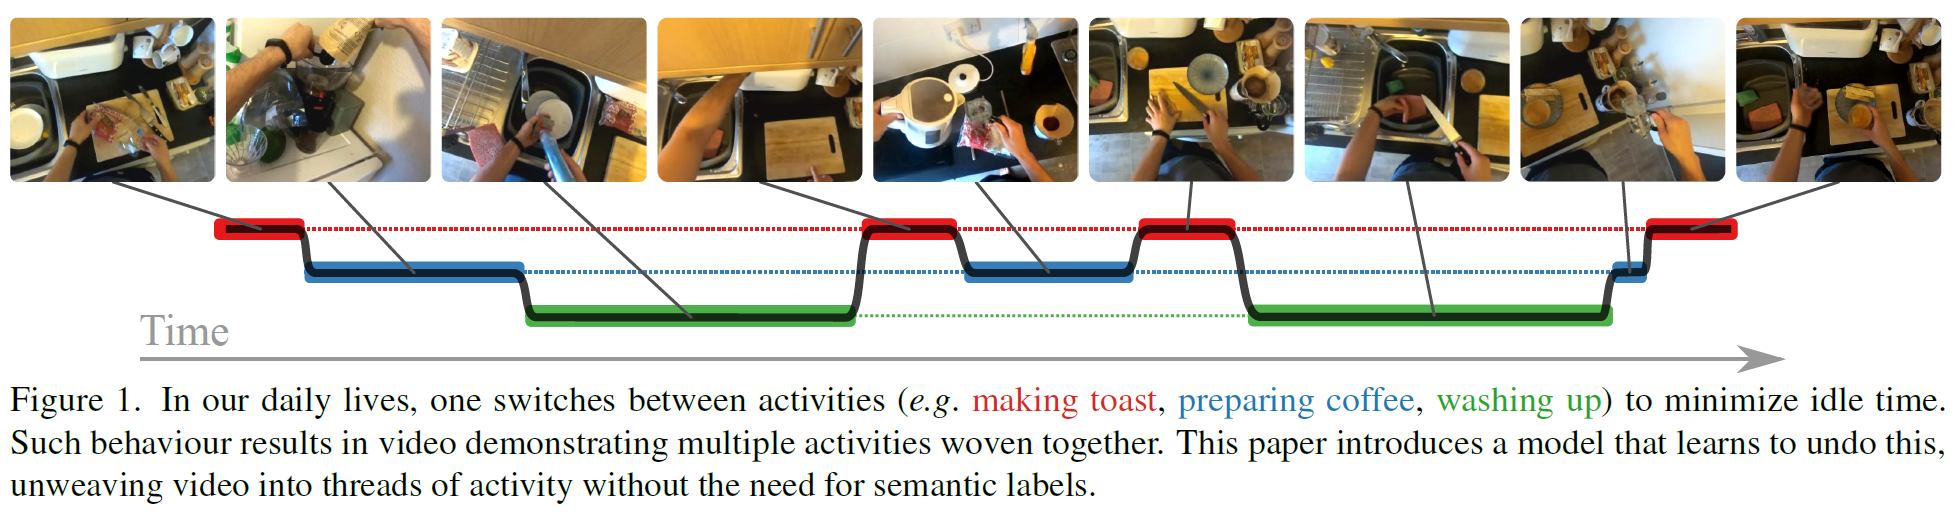 Time
Figure 1. In our daily lives, one switches between activities (e.g. making toast, preparing coffee, washing up) to minimize idle time.
Such behaviour results in video demonstrating multiple activities woven together. This paper introduces a model that learns to undo this,
unweaving video into threads of activity without the need for semantic labels.